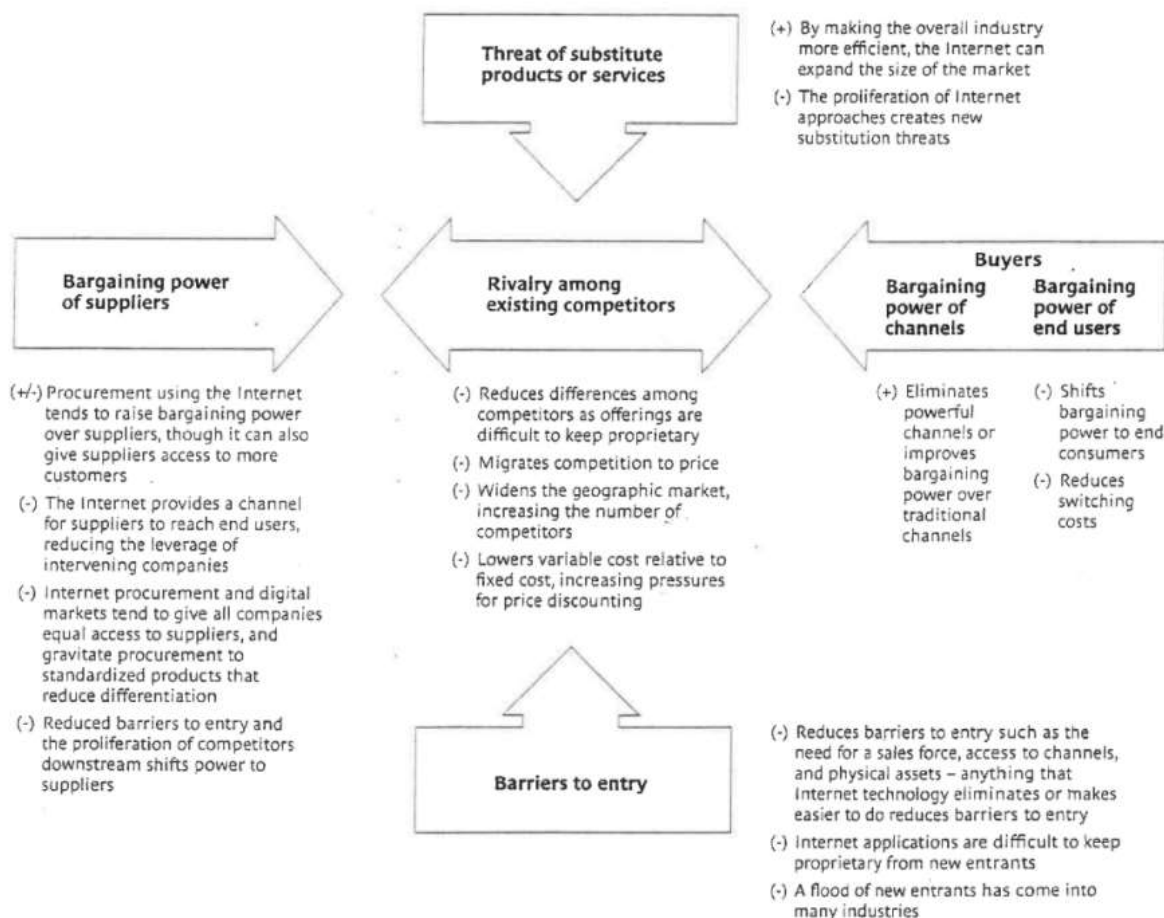 Threat of substitute
products or services
(+) By making the overall industry
more efficient, the Internet can
expand the size of the market
(-) The proliferation of Internet
approaches creates new
substitution threats
Bargaining power
of suppliers
Rivalry among
existing competitors
Buyers
Bargaining
power of
channels
Bargaining
power of
end users
(+/-) Procurement using the Internet
tends to raise bargaining power
over suppliers, though it can also
give suppliers access to more
customers
(-) The Internet provides a channel
for suppliers to reach end users,
reducing the leverage of
intervening companies
(-) Internet procurement and digital
markets tend to give all companies
equal access to suppliers, and
gravitate procurement to
standardized products that
reduce differentiation
(-) Reduced barriers to entry and
the proliferation of competitors
downstream shifts power to
suppliers
(-) Reduces differences among
competitors as offerings are
difficult to keep proprietary
(-) Migrates competition to price
(-) Widens the geographic market,
increasing the number of
competitors
(-) Lowers variable cost relative to
fixed cost, increasing pressures
for price discounting
(+) Eliminates
powerful
channels or
improves
bargaining
power over
traditional
channels
(-) Shifts
bargaining
power to end
consumers
(-) Reduces
switching
costs
Barriers to entry
(-) Reduces barriers to entry such as the
need for a sales force, access to channels,
and physical assets – anything that
Internet technology eliminates or makes
easier to do reduces barriers to entry
(-) Internet applications are difficult to keep
proprietary from new entrants
(-) A flood of new entrants has come into
many industries